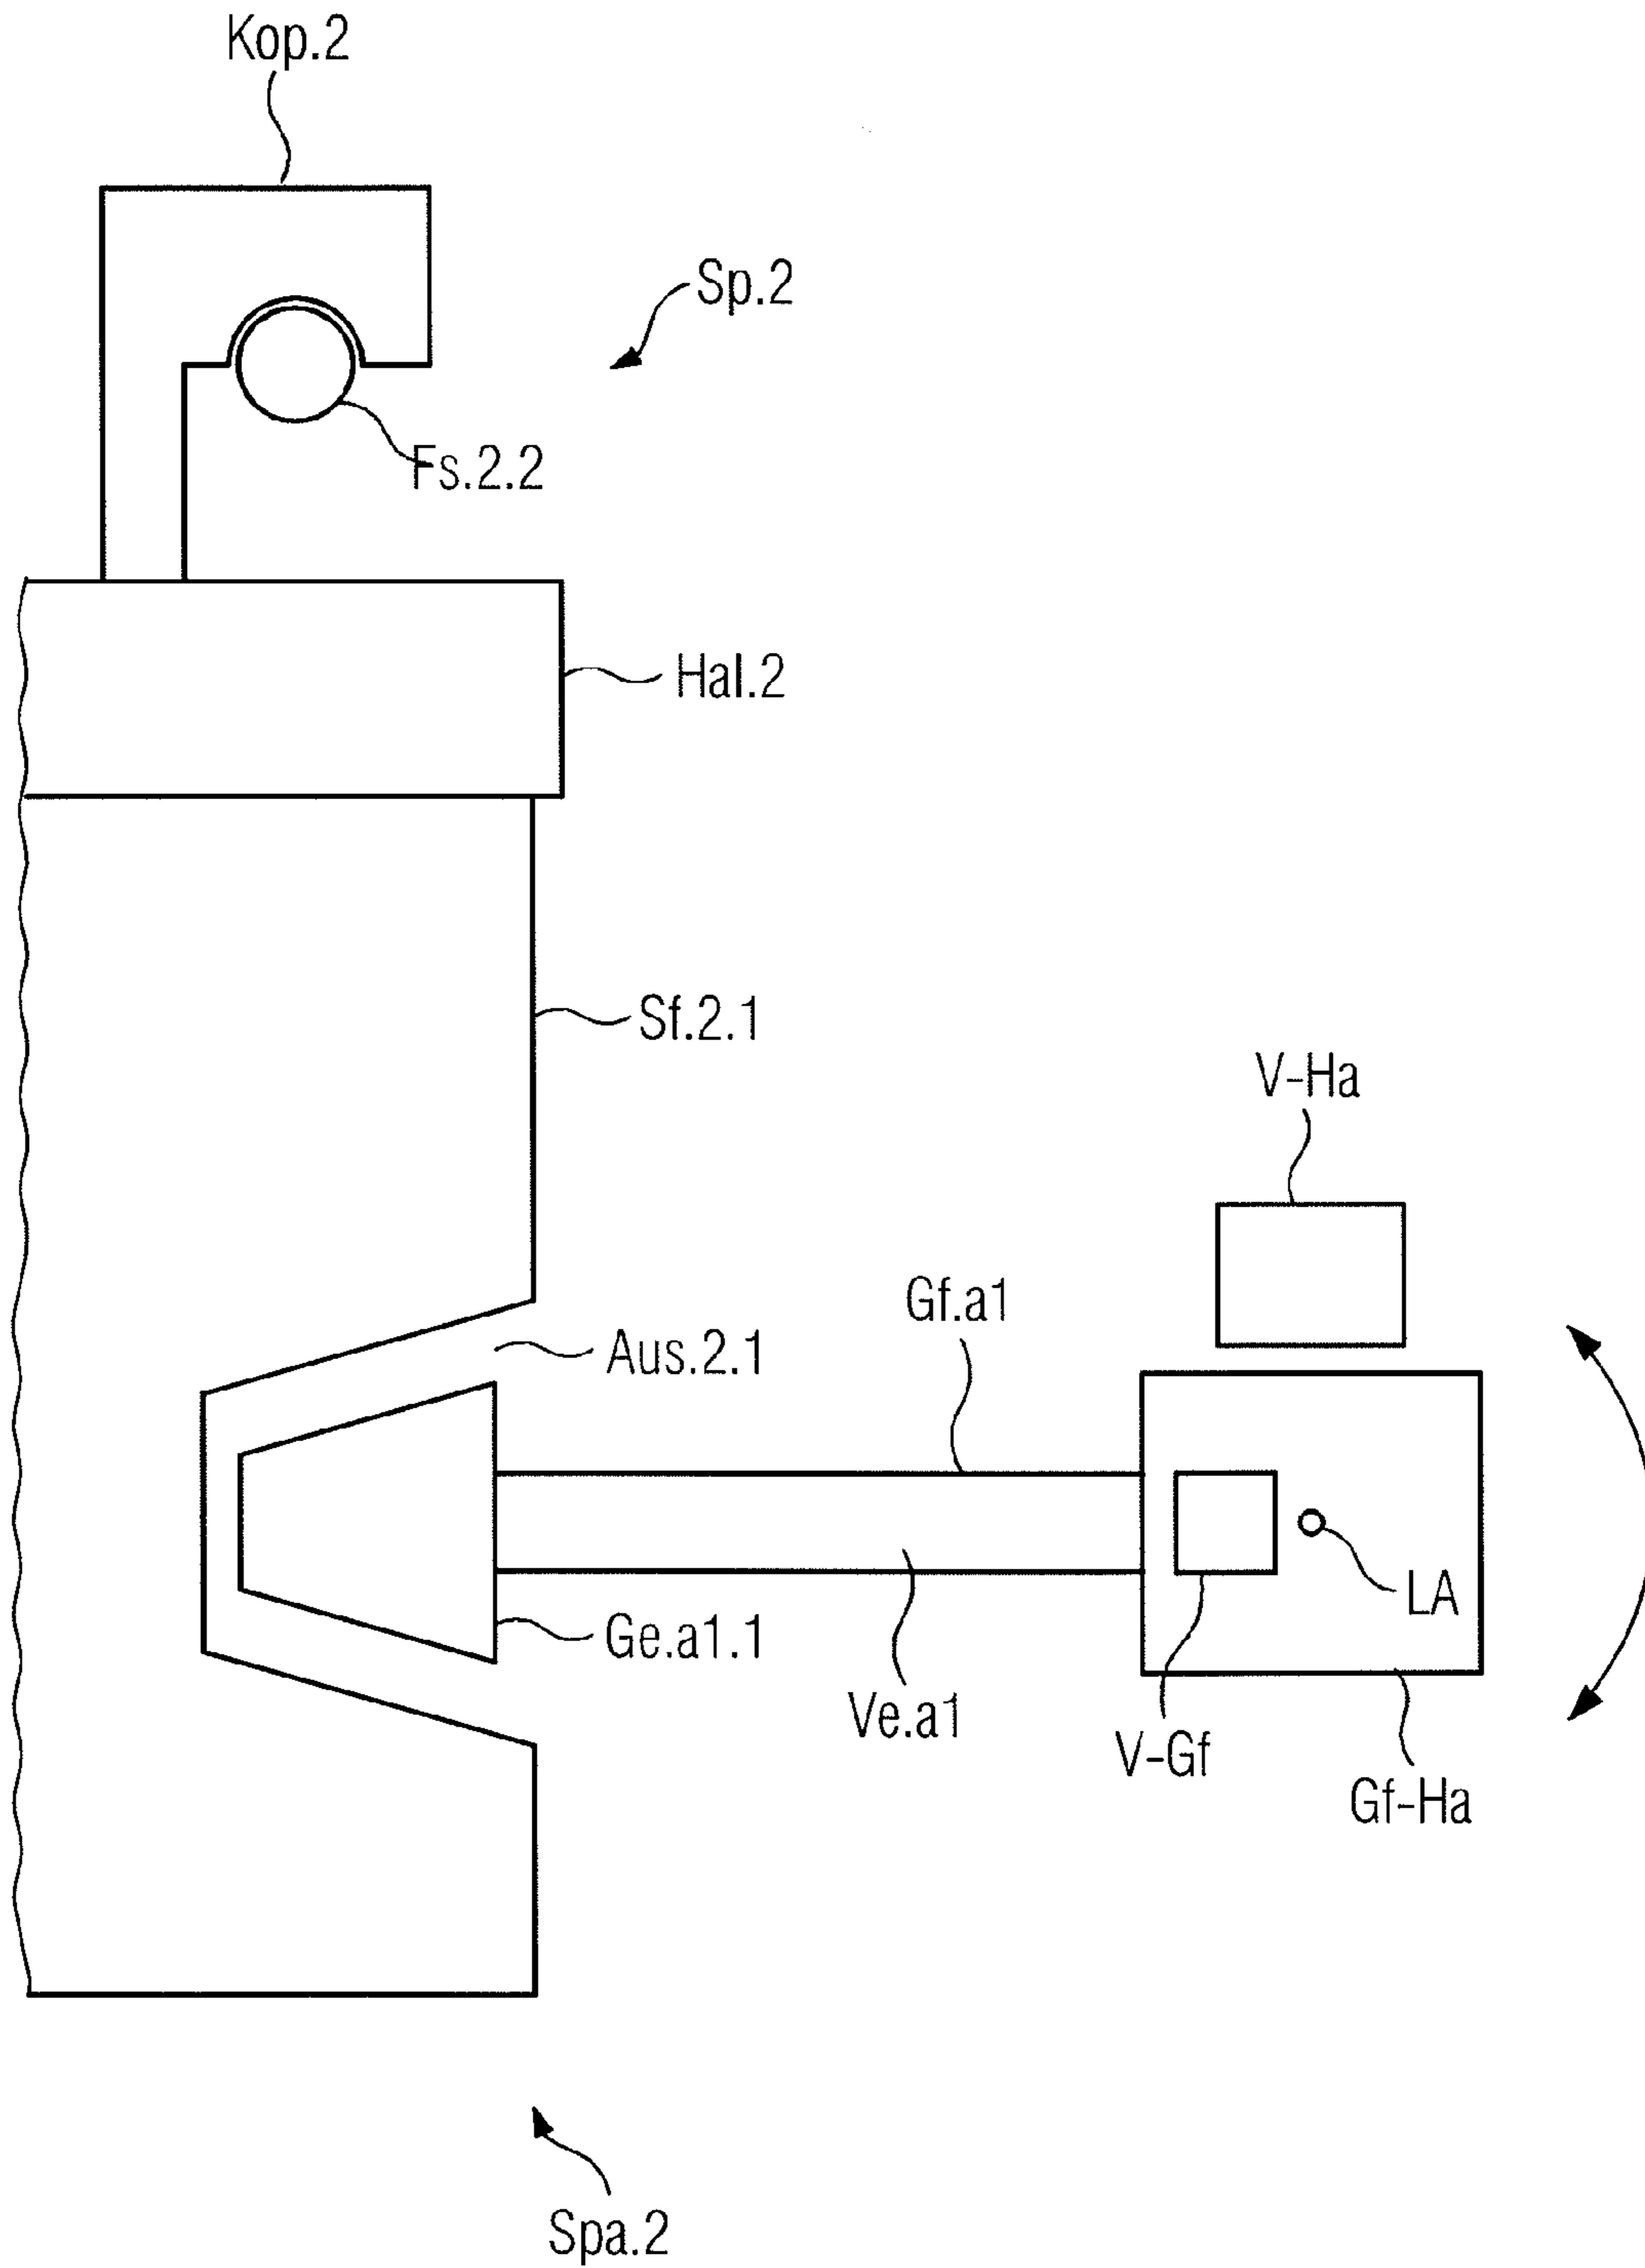 Kop.2
Sp.2
Fs.2.2
Hal.2
Sf.2.1
V-Ha
Gf.a1
Aus.2.1
LA
Ge.a1.1
Ve.a1
V-Gf
Gf-Ha
Spa.2